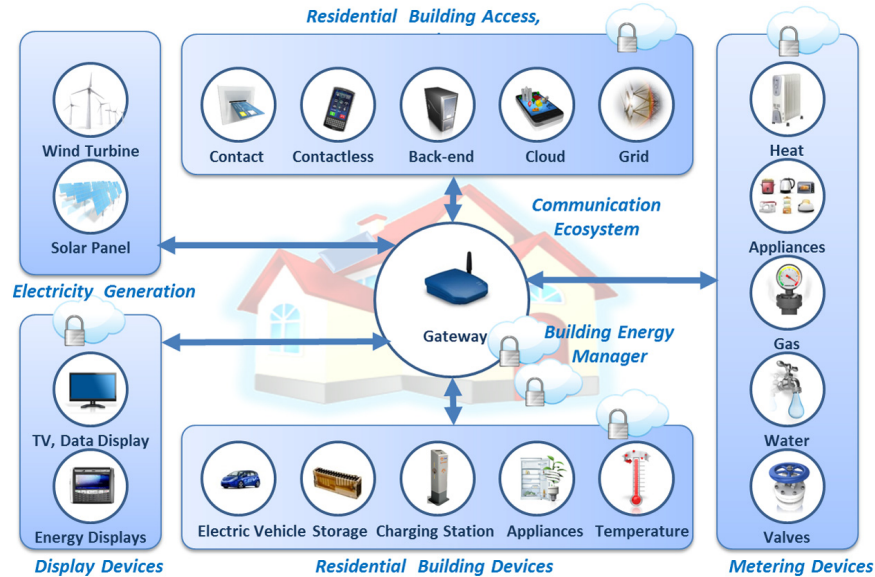 Residential Building Access,
Wind Turbine
Solar Panel
Electricity Generation
Contact
Contactless
Back-end
Cloud
Grid
Heat
Appliances
Gas
Water
Valves
Metering Devices
Communication
Ecosystem
Gateway
Building Energy
Manager
TV, Data Display
Energy Displays
Display Devices
Electric Vehicle
Storage
Charging Station
Appliances
Temperature
Residential Building Devices